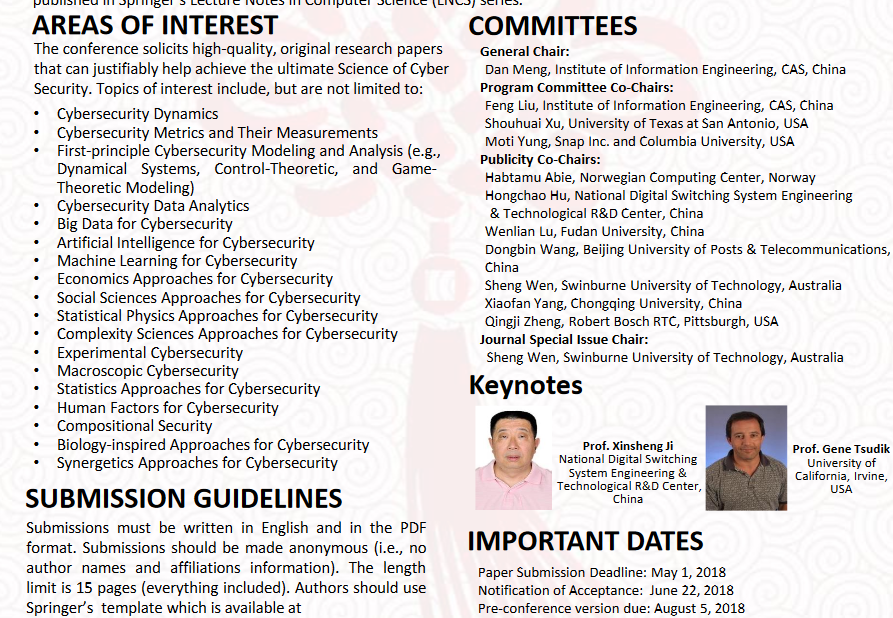 published in Springer's Lecture Notes in Computer Science (LNCS) series.
AREAS OF INTEREST
The conference solicits high-quality, original research papers
that can justifiably help achieve the ultimate Science of Cyber
Security. Topics of interest include, but are not limited to:
• Cybersecurity Dynamics
• Cybersecurity Metrics and Their Measurements
• First-principle Cybersecurity Modeling and Analysis (e.g.,
Dynamical Systems, Control-Theoretic, and Game-
Theoretic Modeling)
• Cybersecurity Data Analytics
• Big Data for Cybersecurity
• Artificial Intelligence for Cybersecurity
• Machine Learning for Cybersecurity
• Economics Approaches for Cybersecurity
• Social Sciences Approaches for Cybersecurity
• Statistical Physics Approaches for Cybersecurity
• Complexity Sciences Approaches for Cybersecurity
• Experimental Cybersecurity
• Macroscopic Cybersecurity
• Statistics Approaches for Cybersecurity
• Human Factors for Cybersecurity
• Compositional Security
• Biology-inspired Approaches for Cybersecurity
• Synergetics Approaches for Cybersecurity
SUBMISSION GUIDELINES
Submissions must be written in English and in the PDF
format. Submissions should be made anonymous (i.e., no
author names and affiliations information). The length
limit is 15 pages (everything included). Authors should use
Springer's template which is available at
COMMITTEES
General Chair:
Dan Meng, Institute of Information Engineering, CAS, China
Program Committee Co-Chairs:
Feng Liu, Institute of Information Engineering, CAS, China
Shouhuai Xu, University of Texas at San Antonio, USA
Moti Yung, Snap Inc. and Columbia University, USA
Publicity Co-Chairs:
Habtamu Abie, Norwegian Computing Center, Norway
Hongchao Hu, National Digital Switching System Engineering
& Technological R&D Center, China
Wenlian Lu, Fudan University, China
Dongbin Wang, Beijing University of Posts & Telecommunications,
China
Sheng Wen, Swinburne University of Technology, Australia
Xiaofan Yang, Chongqing University, China
Qingji Zheng, Robert Bosch RTC, Pittsburgh, USA
Journal Special Issue Chair:
Sheng Wen, Swinburne University of Technology, Australia
Keynotes
Prof. Xinsheng Ji
National Digital Switching
System Engineering &
Technological R&D Center,
China
Prof. Gene Tsudik
University of
California, Irvine,
USA
IMPORTANT DATES
Paper Submission Deadline: May 1, 2018
Notification of Acceptance: June 22, 2018
Pre-conference version due: August 5, 2018